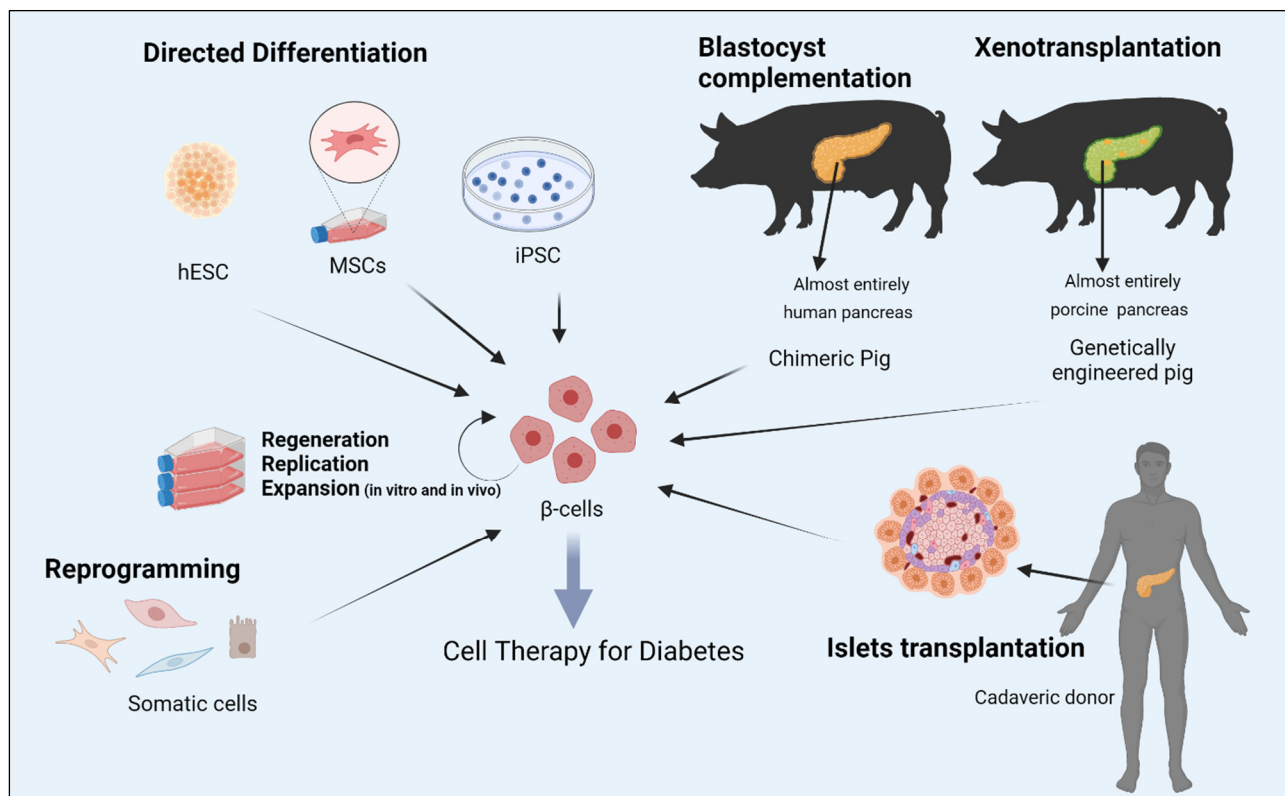 Directed Differentiation
hESC
MSCs
iPSC
Blastocyst
complementation
Almost entirely
human pancreas
Chimeric Pig
Xenotransplantation
Almost entirely
porcine pancreas
Genetically
engineered pig
Regeneration
Replication
Expansion (in vitro and in vivo)
β-cells
Reprogramming
Somatic cells
Cell Therapy for Diabetes
Islets transplantation
Cadaveric donor